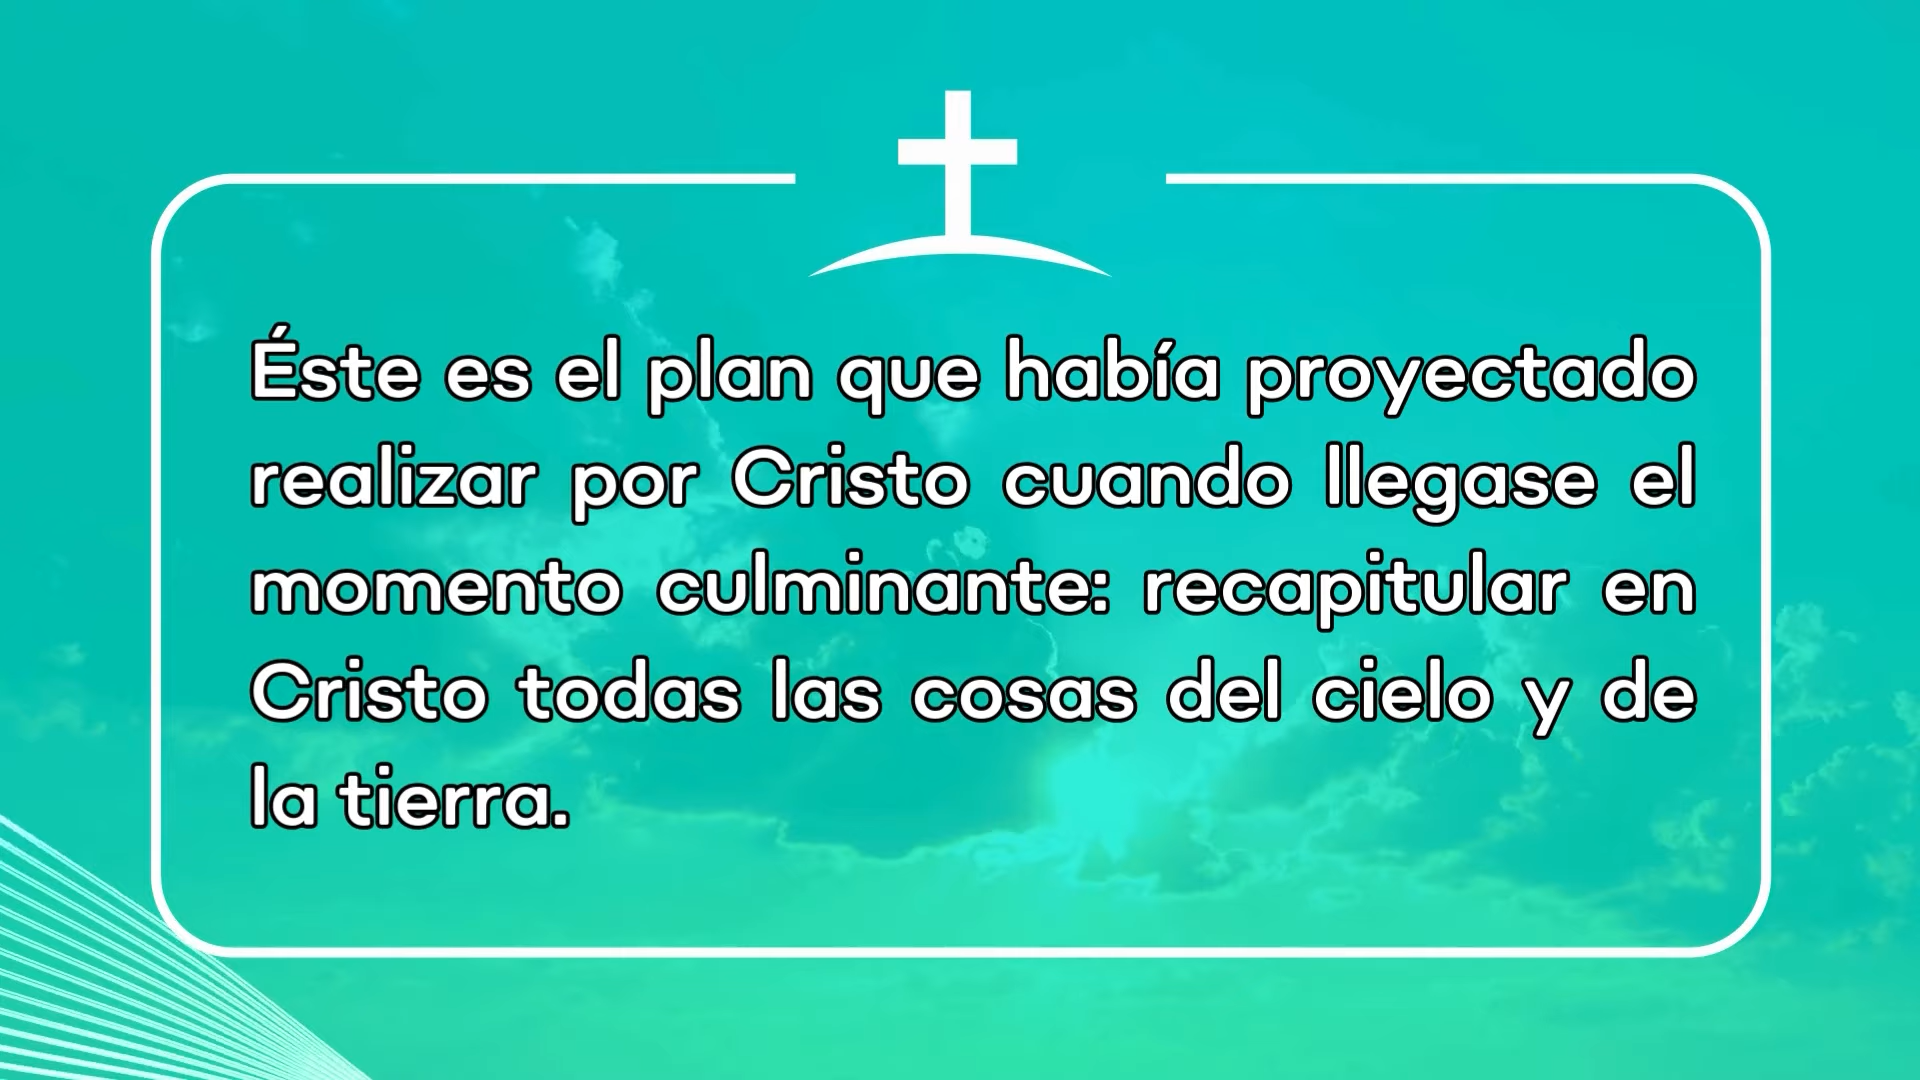 Éste es el plan que había proyectado
realizar por Cristo cuando llegase el
momento culminante: recapitular en
Cristo todas las cosas del cielo y de
la tierra.